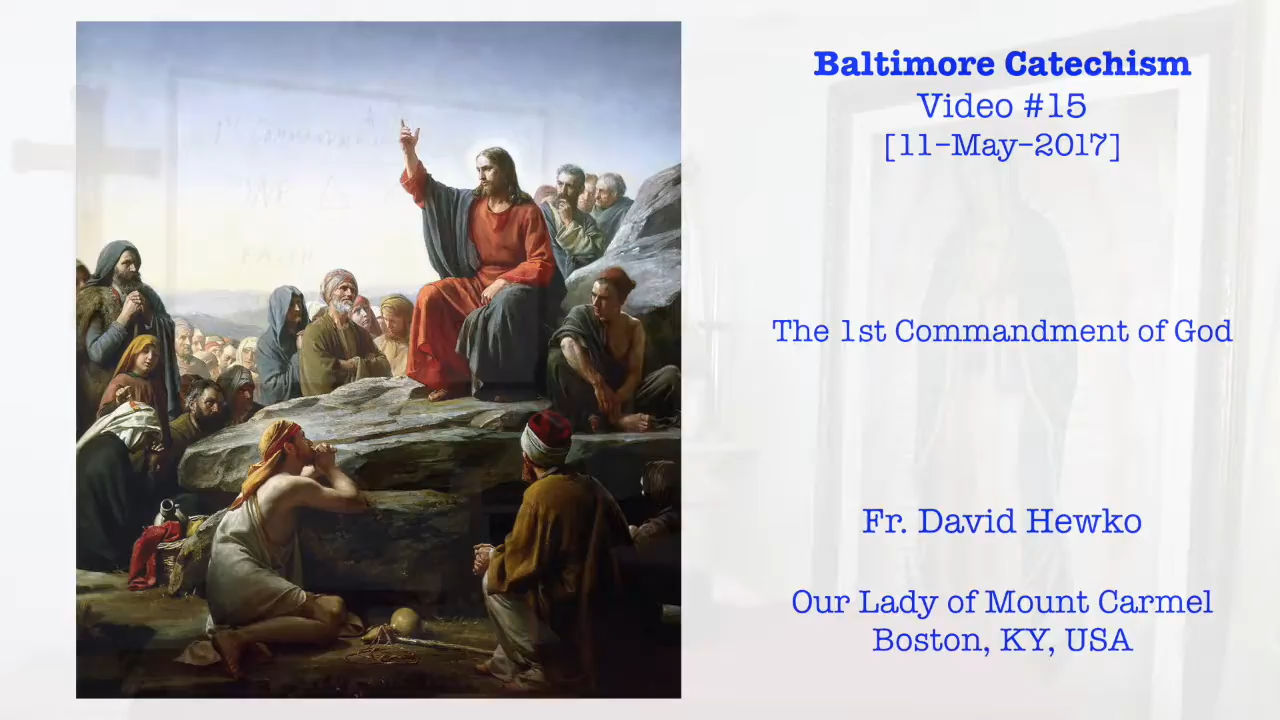 Baltimore Catechism
Video #15
[11-May-2017]
The 1st Commandment of God
Fr. David Hewko
Our Lady of Mount Carmel
Boston, KY, USA